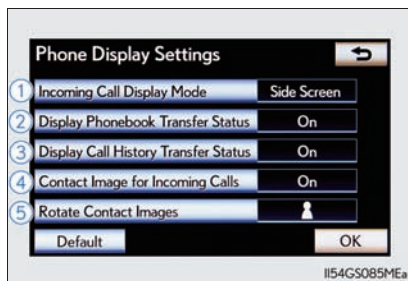 Phone Display Settings
1 Incoming Call Display Mode Side Screen
2 Display Phonebook Transfer Status On
3 Display Call History Transfer Status On
4 Contact Image for Incoming Calls On
5 Rotate Contact Images
Default OK
II54GS085MEa